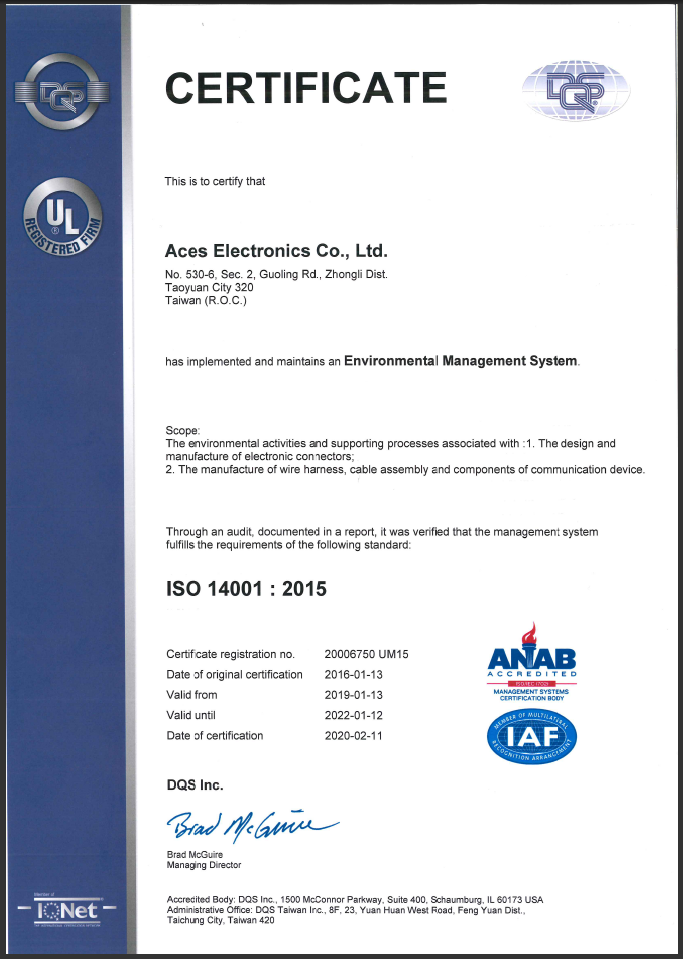 DQS
CERTIFICATE
DQS
®
This is to certify that
UL
®
REGISTERED FIRM
Aces Electronics Co., Ltd.
No. 530-6, Sec. 2, Guoling Rd., Zhongli Dist.
Taoyuan City 320
Taiwan (R.O.C.)
has implemented and maintains an Environmental Management System.
Scope:
The environmental activities and supporting processes associated with :1. The design and
manufacture of electronic connectors;
2. The manufacture of wire harness, cable assembly and components of communication device.
Through an audit, documented in a report, it was verified that the management system
fulfills the requirements of the following standard:
ISO 14001 : 2015
Certificate registration no. 20006750 UM15
Date of original certification 2016-01-13
Valid from 2019-01-13
Valid until 2022-01-12
Date of certification 2020-02-11
ANAB
ACCREDITED
MANAGEMENT SYSTEMS
CERTIFICATION BODY
MEMBER OF MULTILATERAL
IAF
RECOGNITION ARRANGEMENT
DQS Inc.
Brad McGuire
Brad McGuire
Managing Director
Member of
IQNet
Accredited Body: DQS Inc., 1500 McConnor Parkway, Suite 400, Schaumburg, IL 60173 USA
Administrative Office: DQS Taiwan Inc., 8F, 23, Yuan Huan West Road, Feng Yuan Dist.,
Taichung City, Taiwan 420